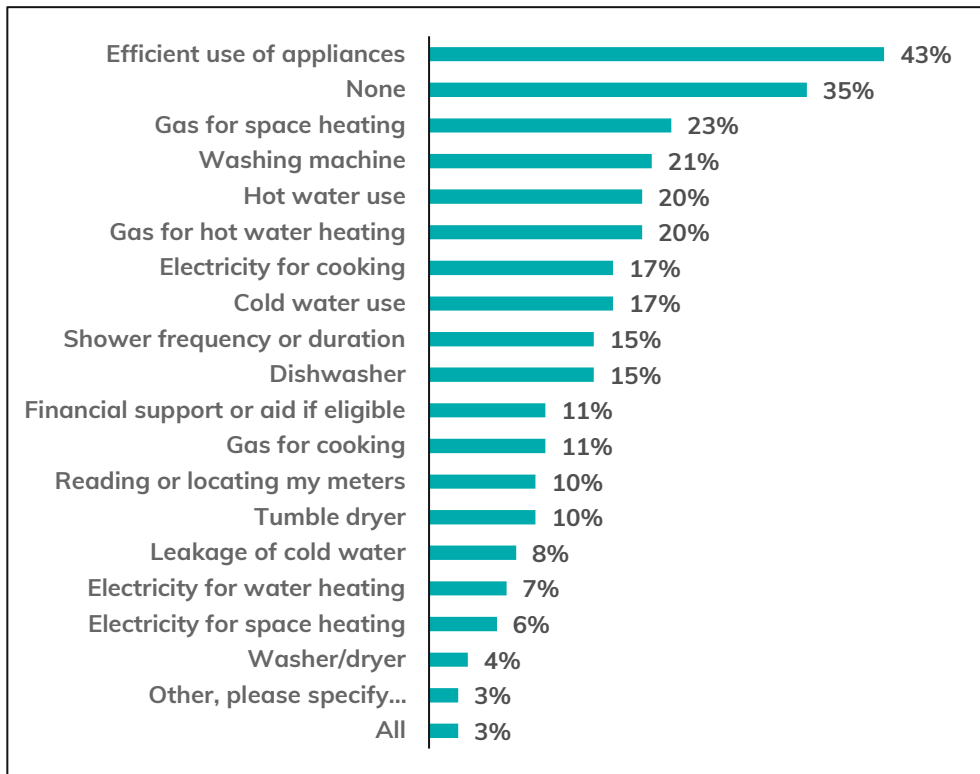 Efficient use of appliances 43%
None 35%
Gas for space heating 23%
Washing machine 21%
Hot water use 20%
Gas for hot water heating 20%
Electricity for cooking 17%
Cold water use 17%
Shower frequency or duration 15%
Dishwasher 15%
Financial support or aid if eligible 11%
Gas for cooking 11%
Reading or locating my meters 10%
Tumble dryer 10%
Leakage of cold water 8%
Electricity for water heating 7%
Electricity for space heating 6%
Washer/dryer 4%
Other, please specify... 3%
All 3%